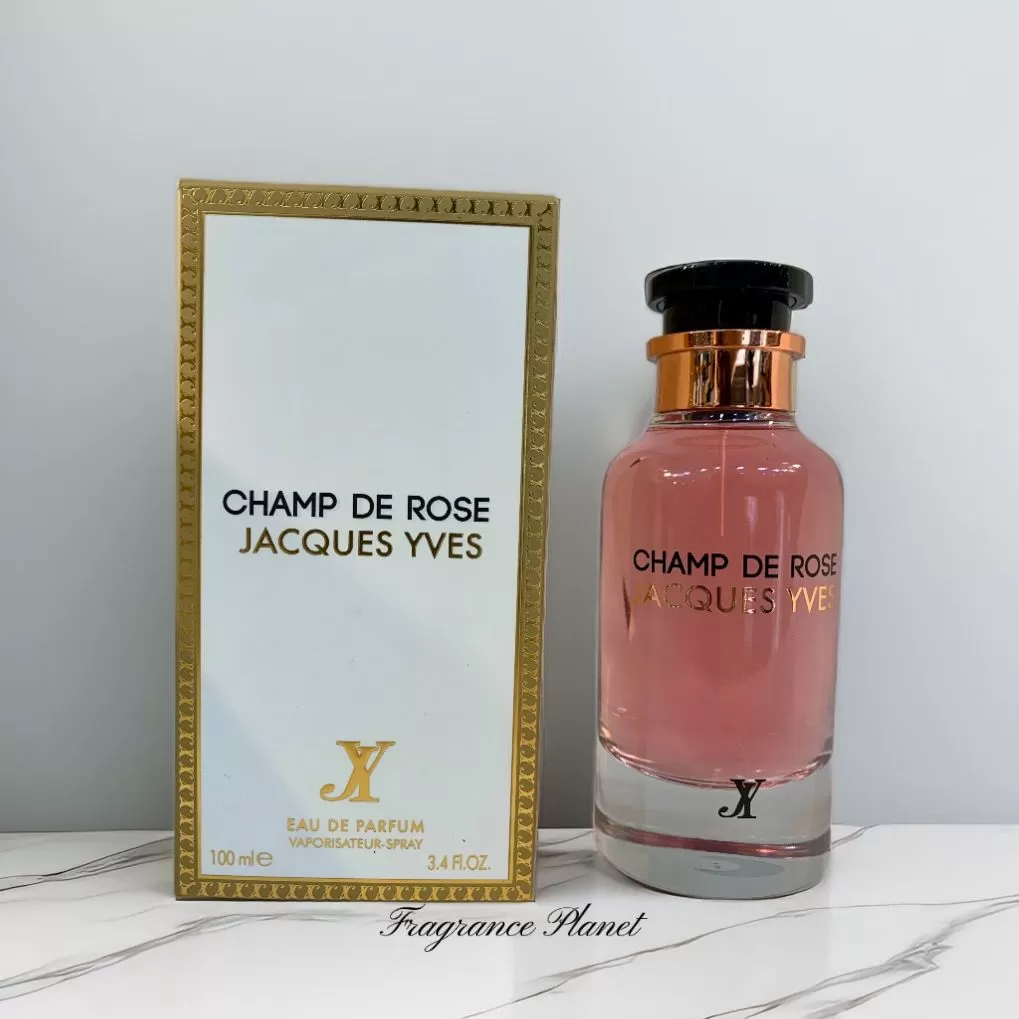 CHAMP DE ROSE
JACQUES YVES
JY
EAU DE PARFUM
VAPORISATEUR-SPRAY
100 ml e
3.4 Fl.OZ.
CHAMP DE ROSE
JACQUES YVES
JY
Fragrance Planet